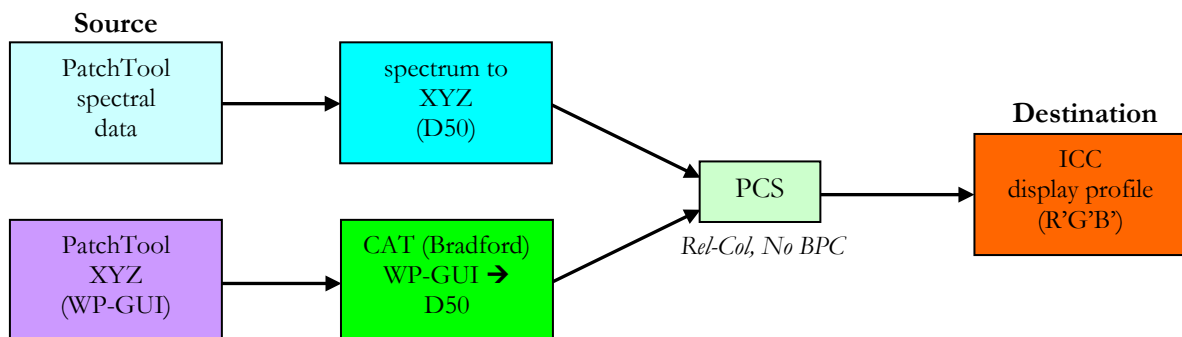 Source
PatchTool
spectral
data
spectrum to
XYZ
(D50)
PatchTool
XYZ
(WP-GUI)
CAT (Bradford)
WP-GUI ➔
D50
PCS
Rel-Col, No BPC
Destination
ICC
display profile
(R’G’B’)